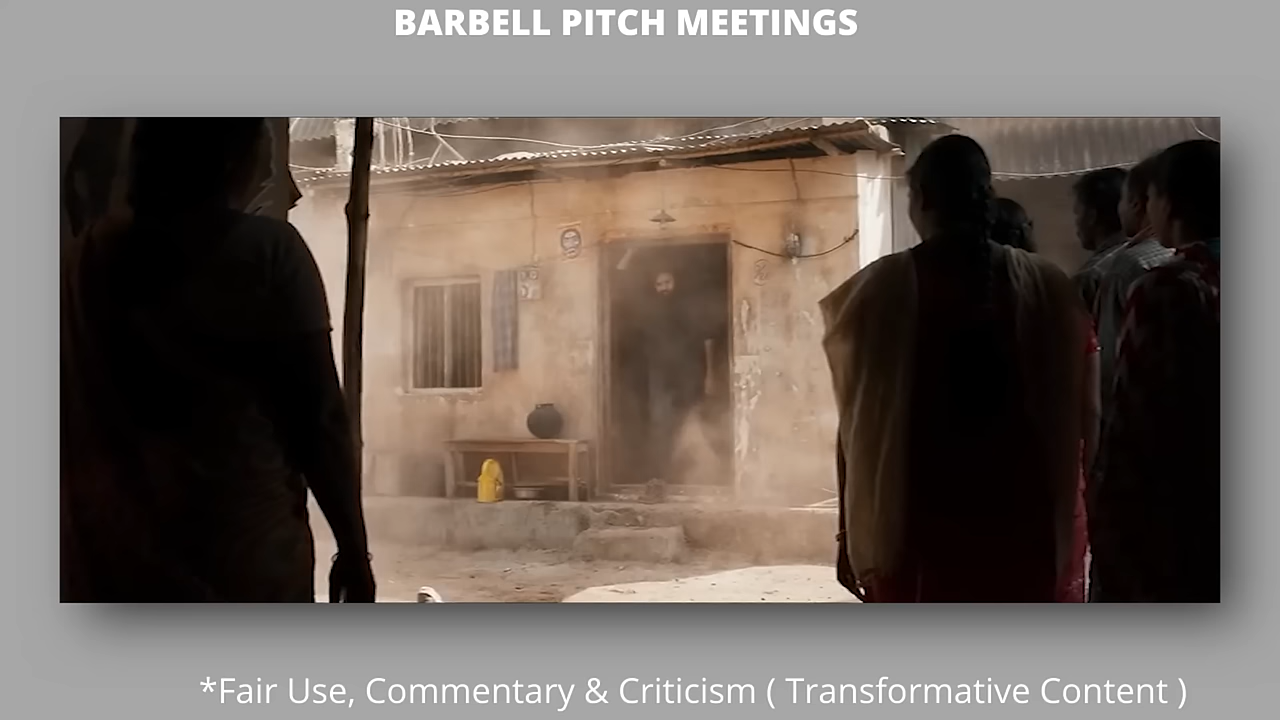 BARBELL PITCH MEETINGS
*Fair Use, Commentary & Criticism ( Transformative Content )